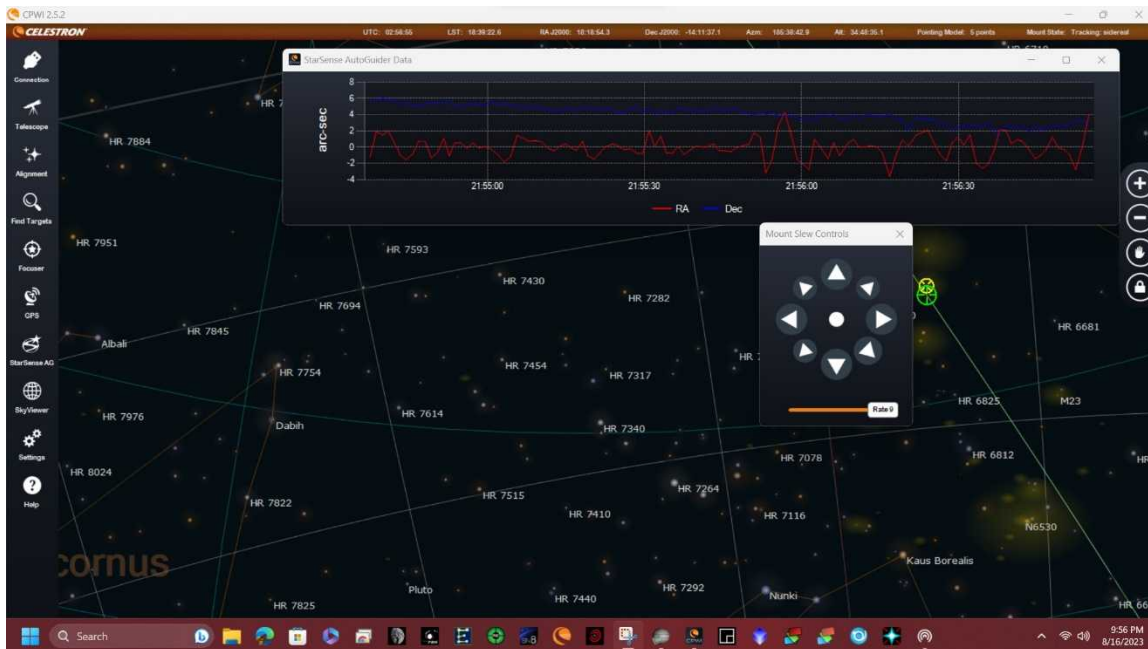 CPWI 2.5.2
CELESTRON
UTC: 02:56:55 LST: 18:39:22.6 RA J2000: 18:18:54.3 Dec J2000: -14:11:37.1 Azm: 185:38:42.9 Alt: 34:48:35.1 Pointing Model: 5 points Mount State: Tracking: sidereal
Connection
Telescope
Alignment
Find Targets
Focuser
GPS
StarSense AG
SkyViewer
Settings
Help
StarSense AutoGuider Data
arc-sec
8
6
4
2
0
-2
-4
21:55:00 21:55:30 21:56:00 21:56:30
RA Dec
Mount Slew Controls
Rate 9
HR 7884
HR 7951
HR 7593
HR 7430
HR 7282
HR 7694
HR 6681
HR 7845
Albali
HR 7754
HR 7454
HR 7317
HR 6825
M23
HR 7976
HR 7614
Dabih
HR 7340
HR 7078
HR 6812
HR 8024
HR 7822
HR 7515
HR 7264
HR 7410
HR 7116
N6530
cornus
Kaus Borealis
Pluto
HR 7292
HR 7440
Nunki
HR 7825
HR 66
Search
9:56 PM
8/16/2023